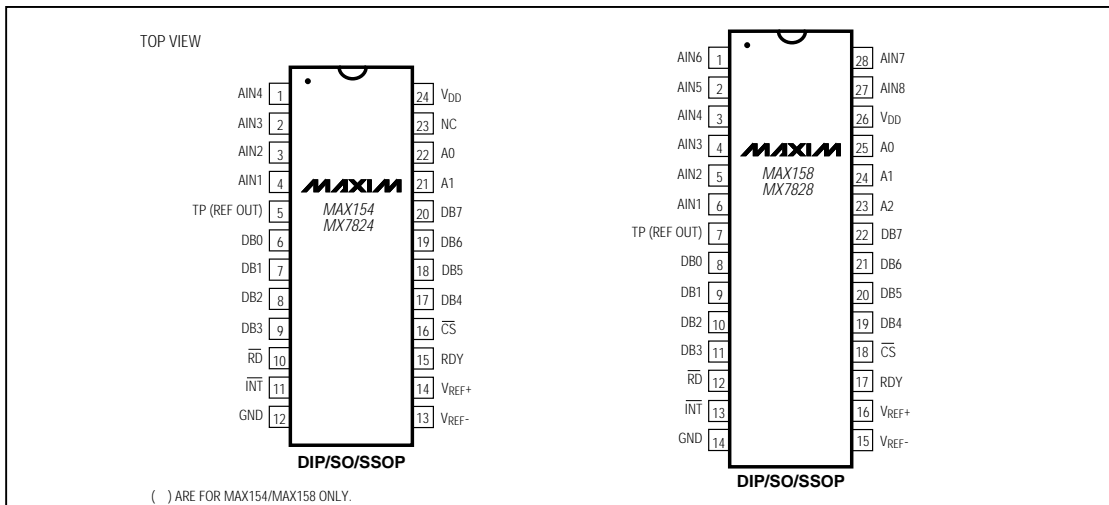 TOP VIEW
AIN4 1
AIN3 2
AIN2 3
AIN1 4
TP (REF OUT) 5
DB0 6
DB1 7
DB2 8
DB3 9
R̅D̅ 10
I̅N̅T̅ 11
GND 12
24 VDD
23 NC
22 A0
21 A1
20 DB7
19 DB6
18 DB5
17 DB4
16 C̅S̅
15 RDY
14 VREF+
13 VREF-
MAXIM
MAX154
MX7824
DIP/SO/SSOP
( ) ARE FOR MAX154/MAX158 ONLY.
AIN6 1
AIN5 2
AIN4 3
AIN3 4
AIN2 5
AIN1 6
TP (REF OUT) 7
DB0 8
DB1 9
DB2 10
DB3 11
R̅D̅ 12
I̅N̅T̅ 13
GND 14
28 AIN7
27 AIN8
26 VDD
25 A0
24 A1
23 A2
22 DB7
21 DB6
20 DB5
19 DB4
18 C̅S̅
17 RDY
16 VREF+
15 VREF-
MAXIM
MAX158
MX7828
DIP/SO/SSOP